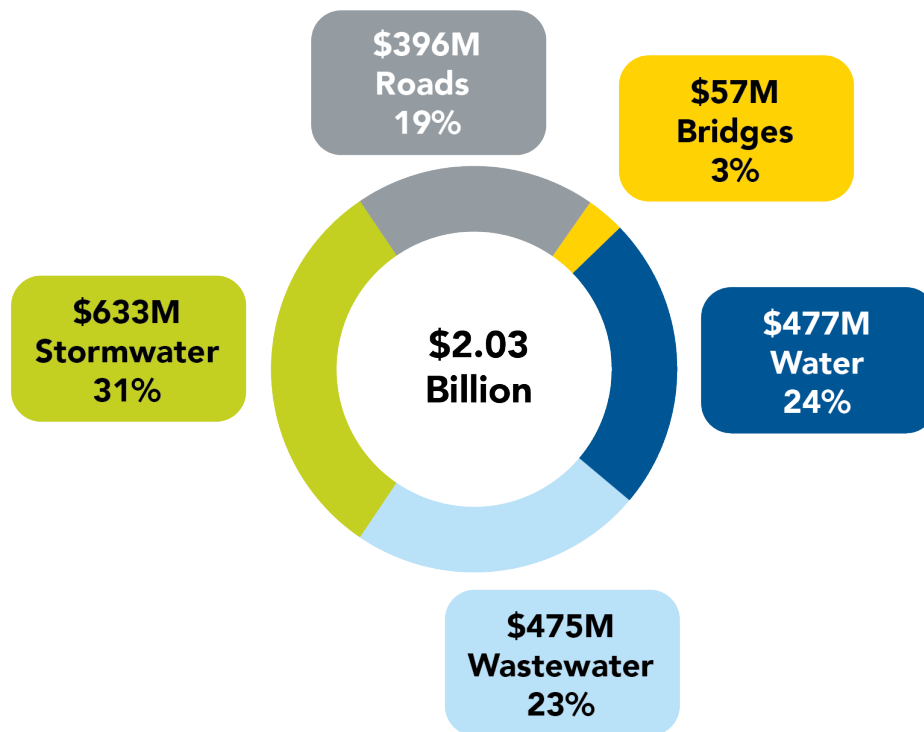 $396M
Roads
19%
$57M
Bridges
3%
$633M
Stormwater
31%
$2.03
Billion
$477M
Water
24%
$475M
Wastewater
23%